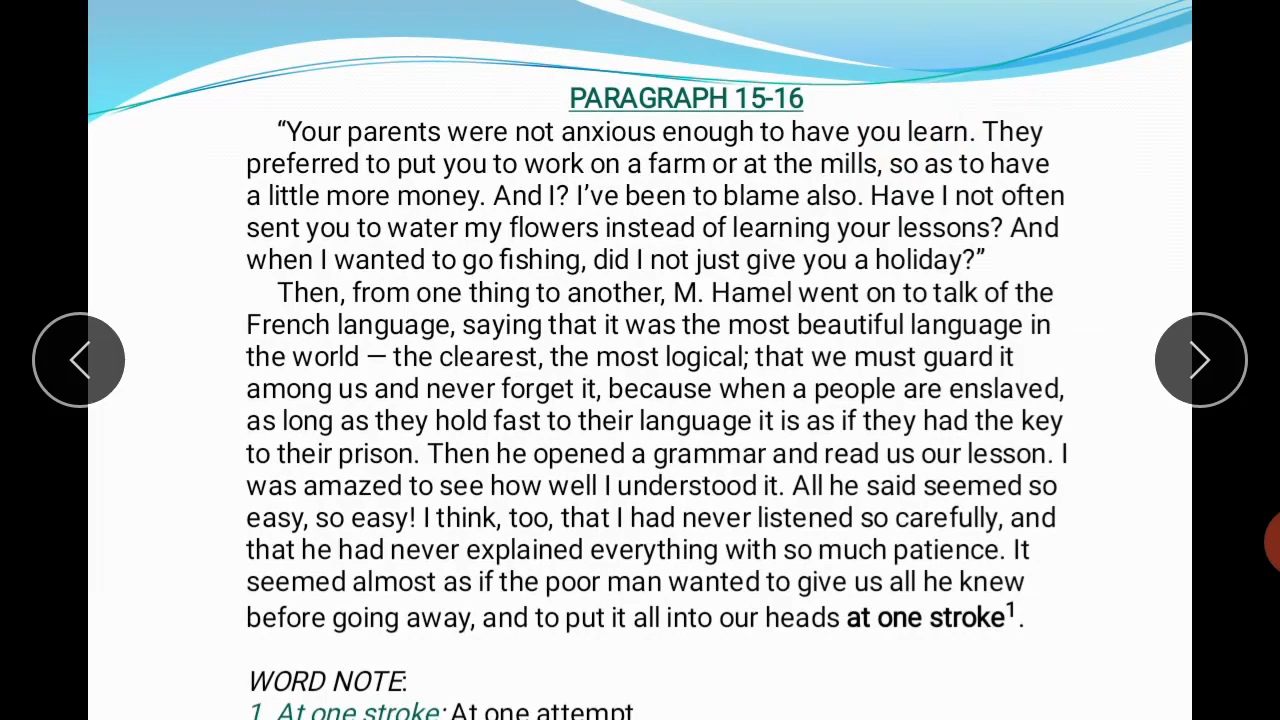 PARAGRAPH 15-16
“Your parents were not anxious enough to have you learn. They
preferred to put you to work on a farm or at the mills, so as to have
a little more money. And I? I’ve been to blame also. Have I not often
sent you to water my flowers instead of learning your lessons? And
when I wanted to go fishing, did I not just give you a holiday?”
Then, from one thing to another, M. Hamel went on to talk of the
French language, saying that it was the most beautiful language in
the world — the clearest, the most logical; that we must guard it
among us and never forget it, because when a people are enslaved,
as long as they hold fast to their language it is as if they had the key
to their prison. Then he opened a grammar and read us our lesson. I
was amazed to see how well I understood it. All he said seemed so
easy, so easy! I think, too, that I had never listened so carefully, and
that he had never explained everything with so much patience. It
seemed almost as if the poor man wanted to give us all he knew
before going away, and to put it all into our heads at one stroke¹.
WORD NOTE:
1. At one stroke: At one attempt